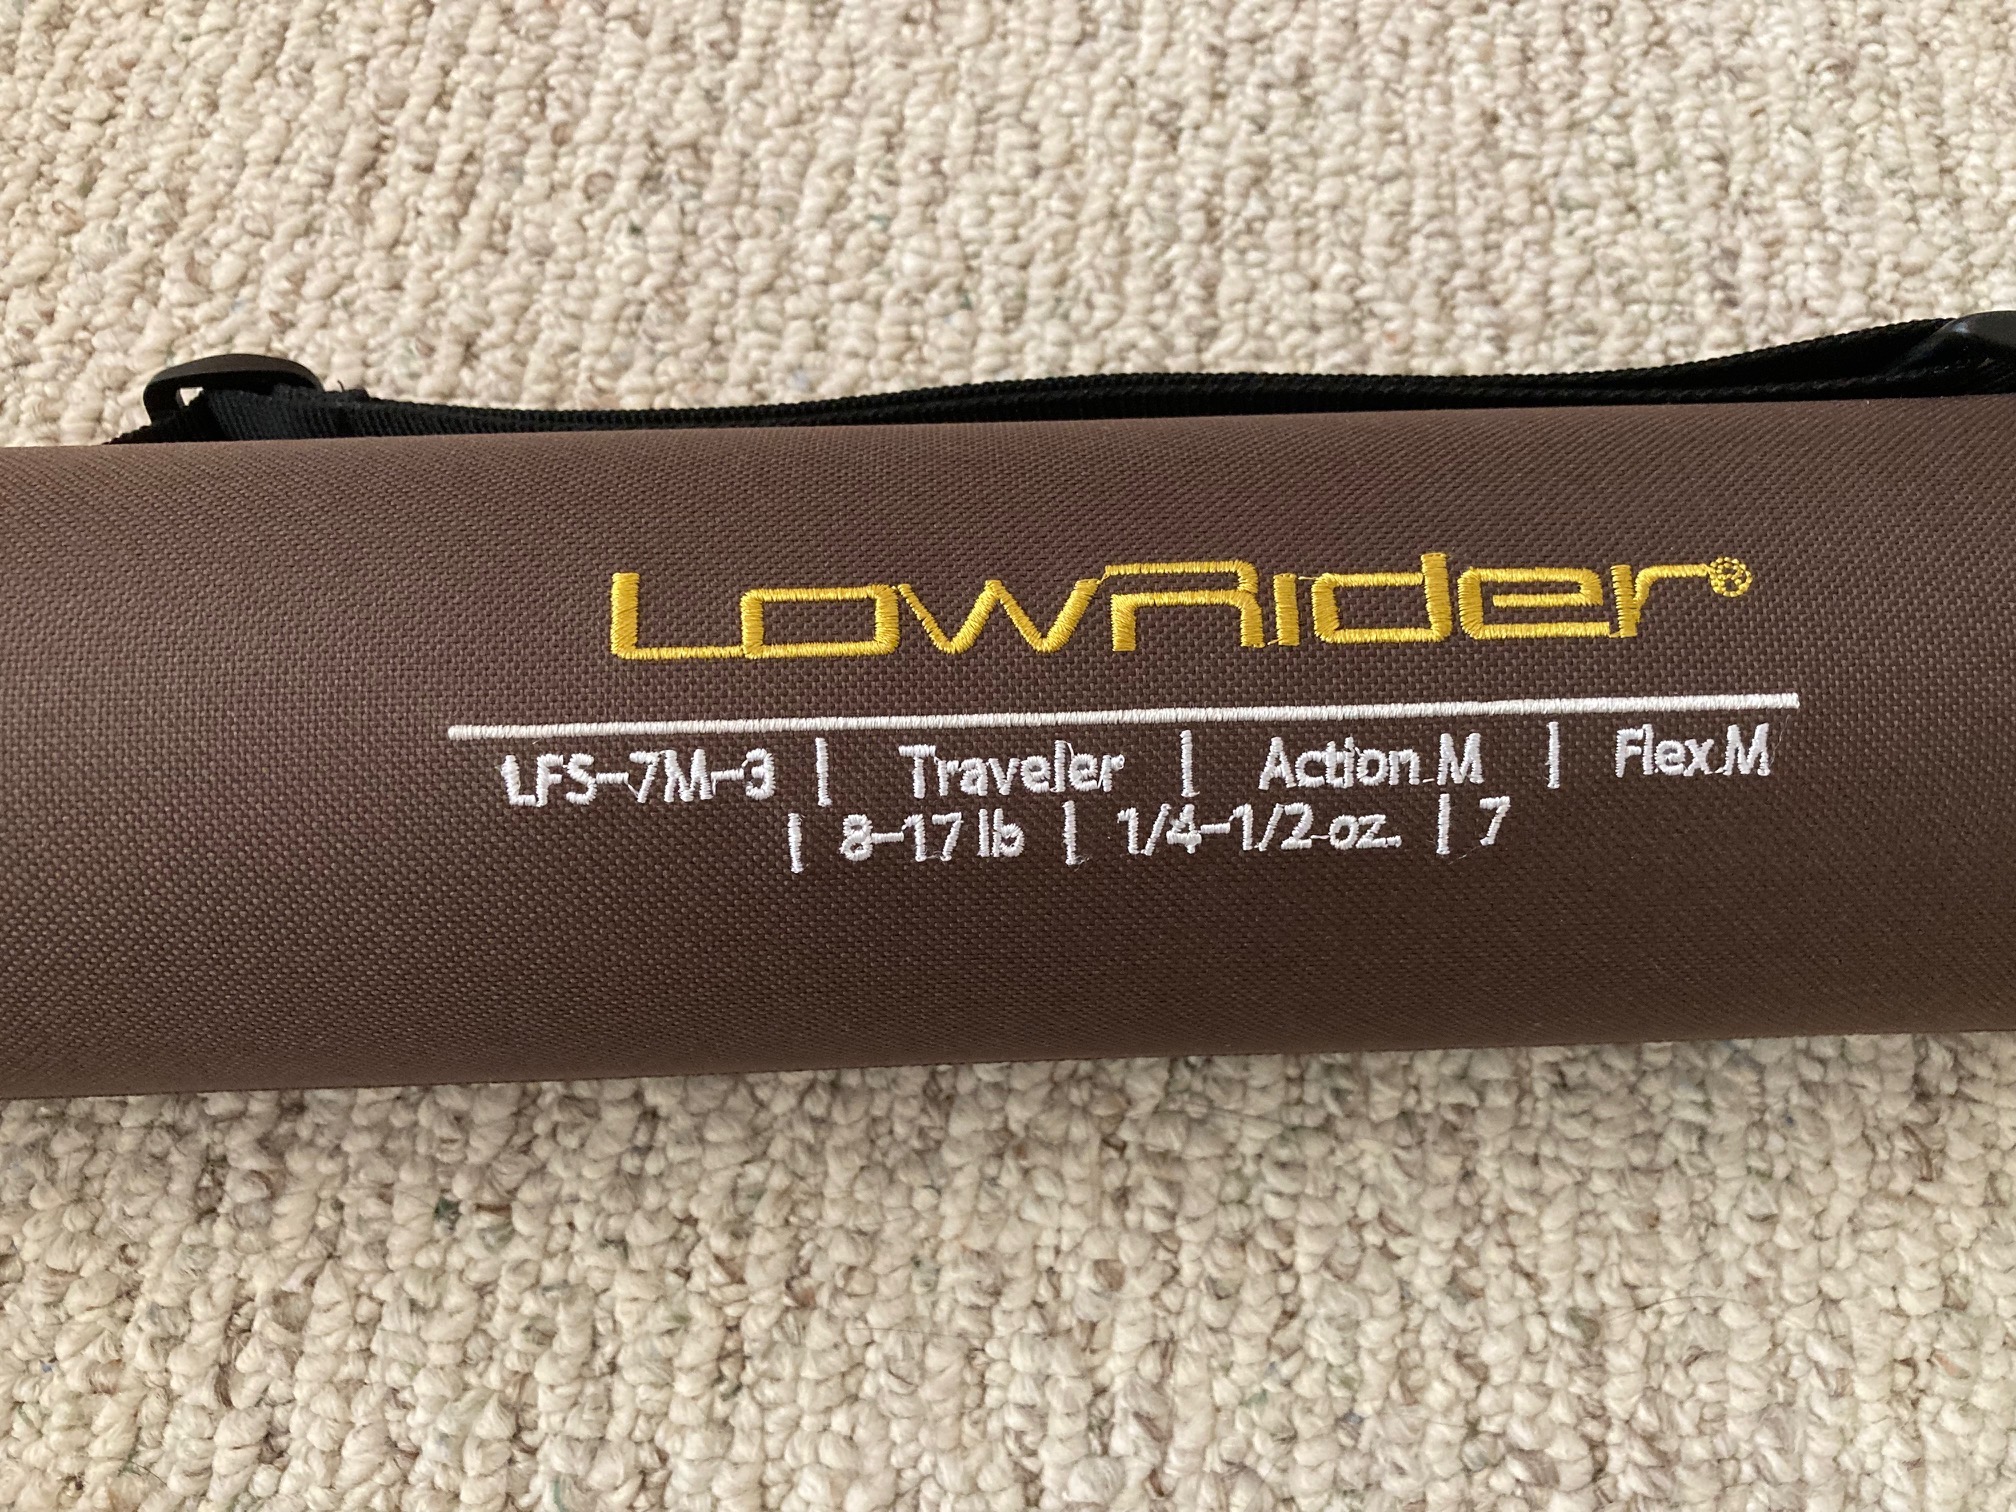 LowRider®
LFS-7M-3 | Traveler | Action M | Flex M
| 8-17 lb | 1/4-1/2 oz. | 7